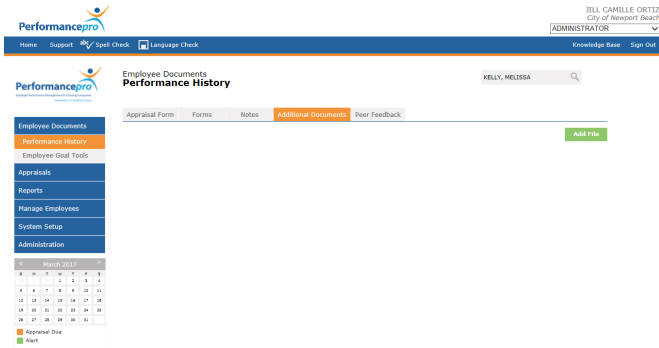 JILL CAMILLE ORTIZ
City of Newport Beach
Performancepro
ADMINISTRATOR
Home Support abc Spell Check Language Check Knowledge Base Sign Out
Performancepro
Employee Documents
Performance History
KELLY, MELISSA
Appraisal Form Forms Notes Additional Documents Peer Feedback
Add File
Employee Documents
Performance History
Employee Goal Tools
Appraisals
Reports
Manage Employees
System Setup
Administration
< March 2017 >
S M T W T F S
1 2 3 4
5 6 7 8 9 10 11
12 13 14 15 16 17 18
19 20 21 22 23 24 25
26 27 28 29 30 31
Appraisal Due
Alert